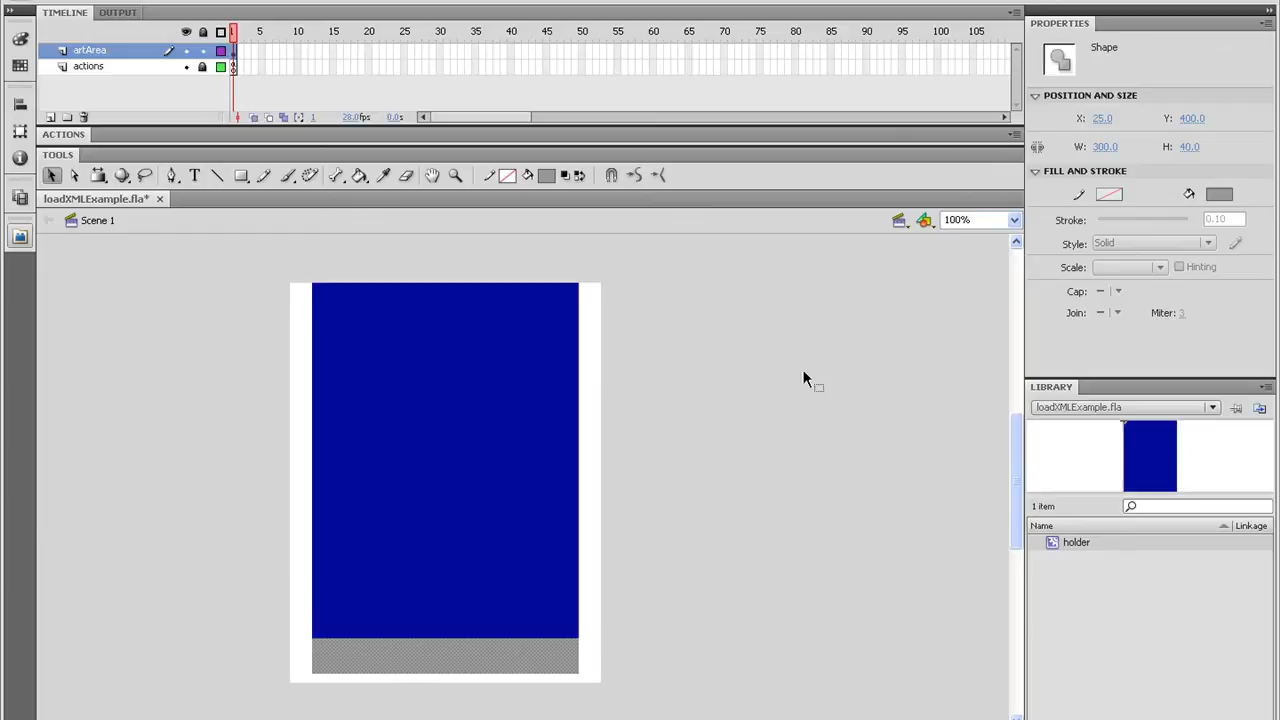 TIMELINE OUTPUT
1 5 10 15 20 25 30 35 40 45 50 55 60 65 70 75 80 85 90 95 100 105
artArea
actions
1 28.0fps 0.0s
ACTIONS
TOOLS
loadXMLExample.fla*
Scene 1
100%
PROPERTIES
Shape
POSITION AND SIZE
X: 25.0 Y: 400.0
W: 300.0 H: 40.0
FILL AND STROKE
Stroke: 0.10
Style: Solid
Scale: Hinting
Cap:
Join: Miter: 3
LIBRARY
loadXMLExample.fla
1 item
Name Linkage
holder